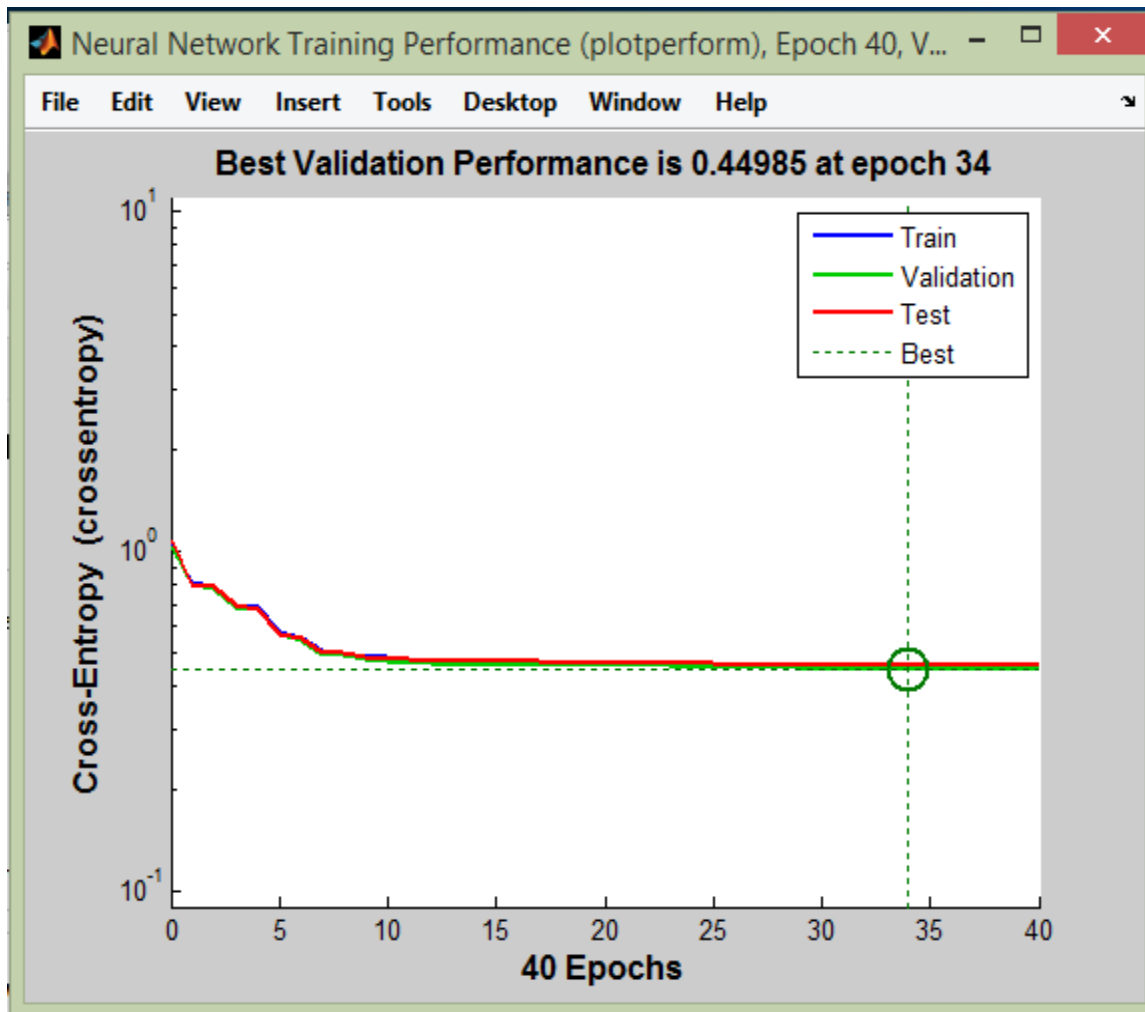 Neural Network Training Performance (plotperform), Epoch 40, V...
File Edit View Insert Tools Desktop Window Help
Best Validation Performance is 0.44985 at epoch 34
10^1
10^0
10^-1
Cross-Entropy (crossentropy)
Train
Validation
Test
Best
0 5 10 15 20 25 30 35 40
40 Epochs